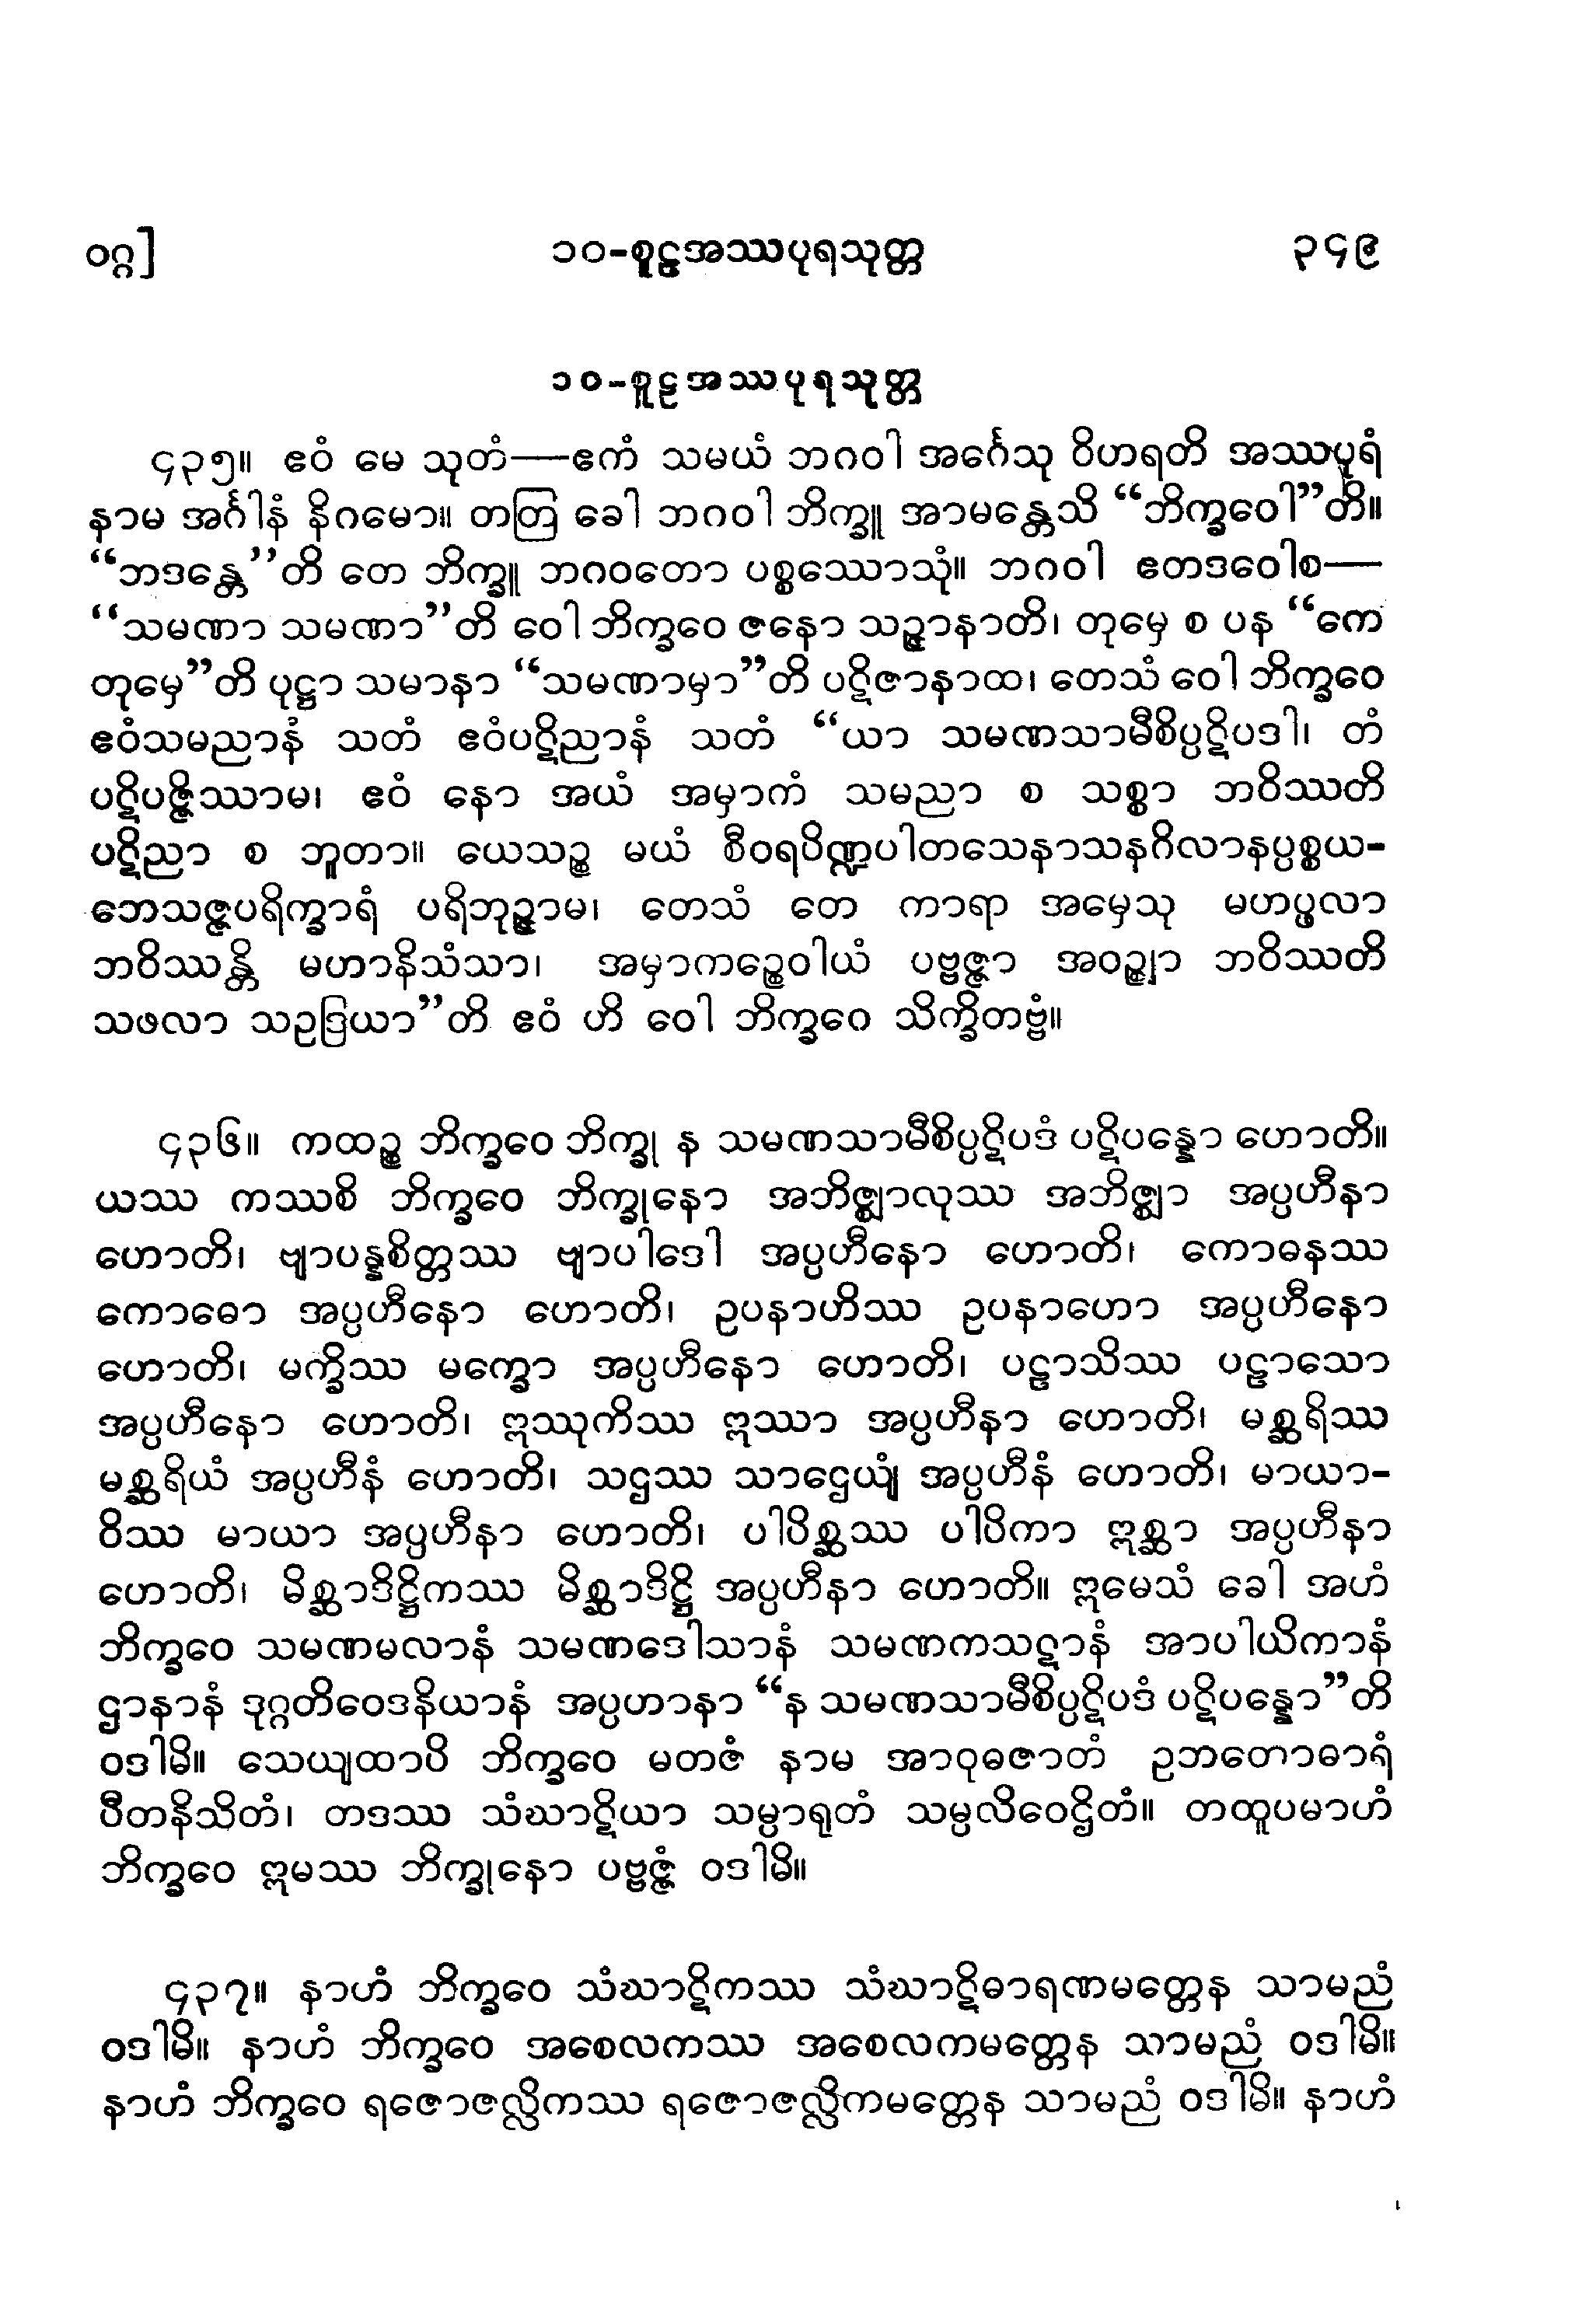 ဝဂ္ဂ]
၁၀-စူဠအဿပုရသုတ္တ
၃၄၉
၁၀-စူဠအဿပုရသုတ္တ
၄၃၅။ ဧဝံ မေ သုတံ—ဧကံ သမယံ ဘဂဝါ အင်္ဂေသု ဝိဟရတိ အဿပုရံ
နာမ အင်္ဂါနံ နိဂမော။ တတြ ခေါ ဘဂဝါ ဘိက္ခူ အာမန္တေသိ “ဘိက္ခဝေါ”တိ။
“ဘဒန္တေ”တိ တေ ဘိက္ခူ ဘဂဝတော ပစ္စဿောသုံ။ ဘဂဝါ ဧတဒဝေါစ—
“သမဏာ သမဏာ”တိ ဝေါ ဘိက္ခဝေ ဇနော သဉ္ဇာနာတိ၊ တုမှေ စ ပန “ကေ
တုမှေ”တိ ပုဋ္ဌာ သမာနာ “သမဏာမှာ”တိ ပဋိဇာနာထ၊ တေသံ ဝေါ ဘိက္ခဝေ
ဧဝံသမညာနံ သတံ ဧဝံပဋိညာနံ သတံ “ယာ သမဏသာမီစိပ္ပဋိပဒါ၊ တံ
ပဋိပဇ္ဇိဿာမ၊ ဧဝံ နော အယံ အမှာကံ သမညာ စ သစ္စာ ဘဝိဿတိ
ပဋိညာ စ ဘူတာ။ ယေသဉ္စ မယံ စီဝရပိဏ္ဍပါတသေနာသနဂိလာနပ္ပစ္စယ-
ဘေသဇ္ဇပရိက္ခာရံ ပရိဘုဉ္ဇာမ၊ တေသံ တေ ကာရာ အမှေသု မဟပ္ဖလာ
ဘဝိဿန္တိ မဟာနိသံသာ၊ အမှာကဉ္စေဝါယံ ပဗ္ဗဇ္ဇာ အဝဉ္ဈာ ဘဝိဿတိ
သဖလာ သဥဒြယာ”တိ ဧဝံ ဟိ ဝေါ ဘိက္ခဝေ သိက္ခိတဗ္ဗံ။
၄၃၆။ ကထဉ္စ ဘိက္ခဝေ ဘိက္ခု န သမဏသာမီစိပ္ပဋိပဒံ ပဋိပန္နော ဟောတိ။
ယဿ ကဿစိ ဘိက္ခဝေ ဘိက္ခုနော အဘိဇ္ဈာလုဿ အဘိဇ္ဈာ အပ္ပဟီနာ
ဟောတိ၊ ဗျာပန္နစိတ္တဿ ဗျာပါဒေါ အပ္ပဟီနော ဟောတိ၊ ကောဓနဿ
ကောဓော အပ္ပဟီနော ဟောတိ၊ ဥပနာဟိဿ ဥပနာဟော အပ္ပဟီနော
ဟောတိ၊ မက္ခိဿ မက္ခော အပ္ပဟီနော ဟောတိ၊ ပဠာသိဿ ပဠာသော
အပ္ပဟီနော ဟောတိ၊ ဣဿုကိဿ ဣဿာ အပ္ပဟီနာ ဟောတိ၊ မစ္ဆရိဿ
မစ္ဆရိယံ အပ္ပဟီနံ ဟောတိ၊ သဌဿ သာဌေယျံ အပ္ပဟီနံ ဟောတိ၊ မာယာ-
ဝိဿ မာယာ အပ္ပဟီနာ ဟောတိ၊ ပါပိစ္ဆဿ ပါပိကာ ဣစ္ဆာ အပ္ပဟီနာ
ဟောတိ၊ မိစ္ဆာဒိဋ္ဌိကဿ မိစ္ဆာဒိဋ္ဌိ အပ္ပဟီနာ ဟောတိ။ ဣမေသံ ခေါ အဟံ
ဘိက္ခဝေ သမဏမလာနံ သမဏဒေါသာနံ သမဏကသဋာနံ အာပါယိကာနံ
ဌာနာနံ ဒုဂ္ဂတိဝေဒနိယာနံ အပ္ပဟာနာ “န သမဏသာမီစိပ္ပဋိပဒံ ပဋိပန္နော”တိ
ဝဒါမိ။ သေယျထာပိ ဘိက္ခဝေ မတဇံ နာမ အာဝုဓဇာတံ ဥဘတောဓာရံ
ပီတနိသိတံ၊ တဒဿ သံဃာဋိယာ သမ္ပာရုတံ သမ္ပလိဝေဌိတံ။ တထူပမာဟံ
ဘိက္ခဝေ ဣမဿ ဘိက္ခုနော ပဗ္ဗဇ္ဇံ ဝဒါမိ။
၄၃၇။ နာဟံ ဘိက္ခဝေ သံဃာဋိကဿ သံဃာဋိဓာရဏမတ္တေန သာမညံ
ဝဒါမိ။ နာဟံ ဘိက္ခဝေ အစေလကဿ အစေလကမတ္တေန သာမညံ ဝဒါမိ။
နာဟံ ဘိက္ခဝေ ရဇောဇလ္လိကဿ ရဇောဇလ္လိကမတ္တေန သာမညံ ဝဒါမိ။ နာဟံ